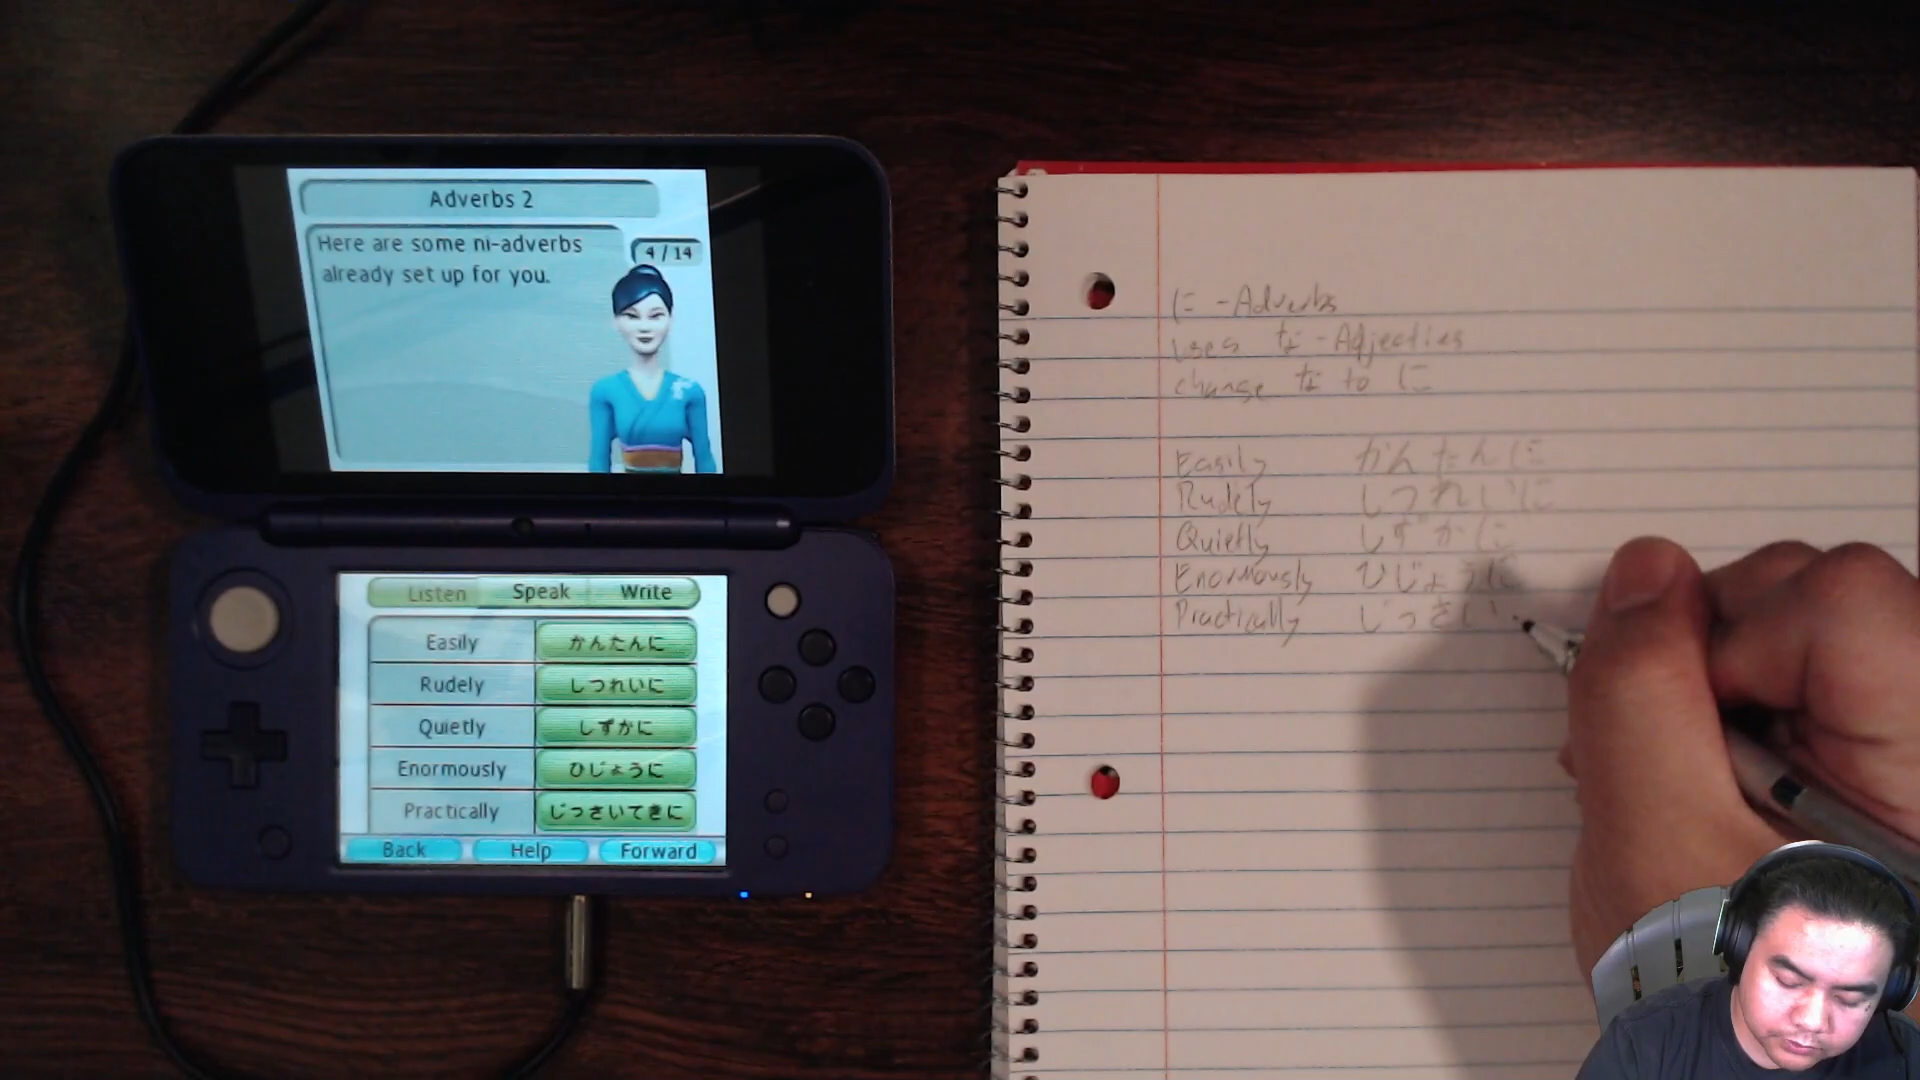 Adverbs 2
Here are some ni-adverbs
already set up for you.
4 / 14
Listen Speak Write
Easily かんたんに
Rudely しつれいに
Quietly しずかに
Enormously ひじょうに
Practically じっさいてきに
Back Help Forward
に -Adverbs
uses な -Adjectives
change な to に
Easily かんたんに
Rudely しつれいに
Quietly しずかに
Enormously ひじょうに
Practically じっさい